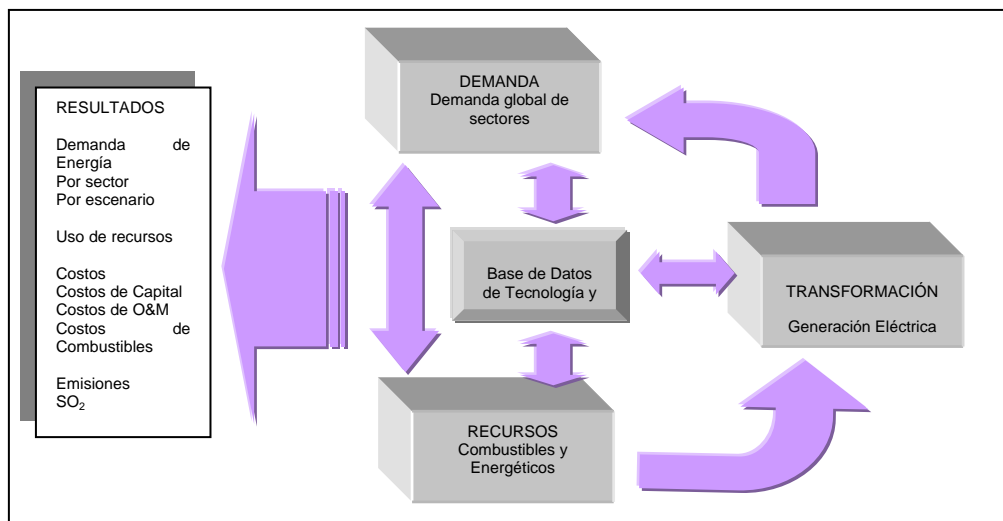 RESULTADOS
Demanda de
Energía
Por sector
Por escenario
Uso de recursos
Costos
Costos de Capital
Costos de O&M
Costos de
Combustibles
Emisiones
SO₂
DEMANDA
Demanda global de
sectores
Base de Datos
de Tecnología y
TRANSFORMACIÓN
Generación Eléctrica
RECURSOS
Combustibles y
Energéticos